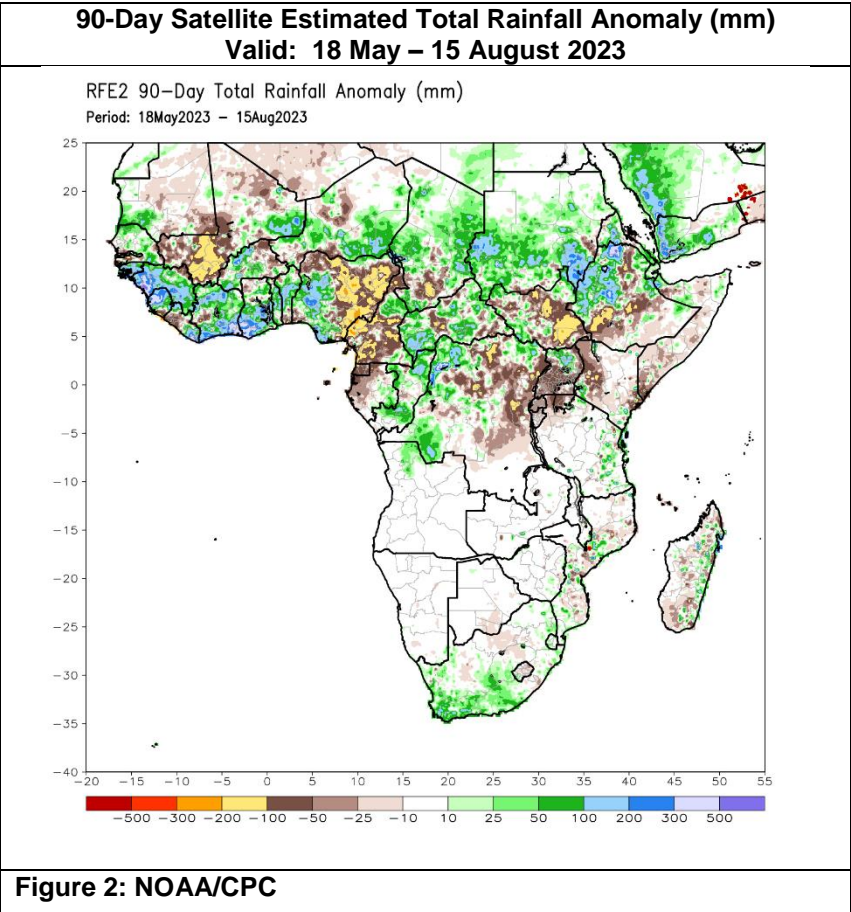 90-Day Satellite Estimated Total Rainfall Anomaly (mm)
Valid: 18 May – 15 August 2023
RFE2 90-Day Total Rainfall Anomaly (mm)
Period: 18May2023 – 15Aug2023
25
20
15
10
5
0
-5
-10
-15
-20
-25
-30
-35
-40
-20 -15 -10 -5 0 5 10 15 20 25 30 35 40 45 50 55
-500 -300 -200 -100 -50 -25 -10 10 25 50 100 200 300 500
Figure 2: NOAA/CPC